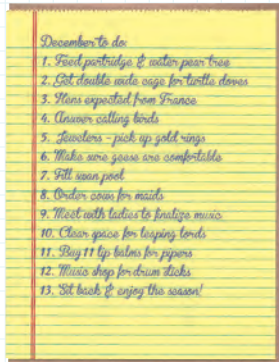 December to do:
1. Feed partridge & water pear tree
2. Get double wide cage for turtle doves
3. Hens expected from France
4. Answer calling birds
5. Jewelers - pick up gold rings
6. Make sure geese are comfortable
7. Fill swan pool
8. Order cows for maids
9. Meet with ladies to finalize music
10. Clear space for leaping lords
11. Buy 11 lip balms for pipers
12. Music shop for drum sticks
13. Sit back & enjoy the season!